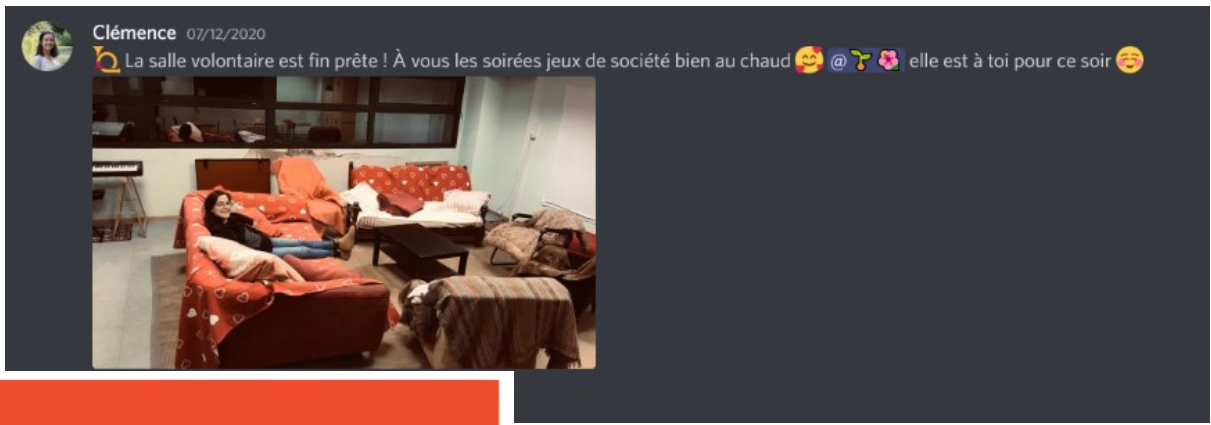 Clémence 07/12/2020
La salle volontaire est fin prête ! À vous les soirées jeux de société bien au chaud 🥰 @🌱🌺 elle est à toi pour ce soir ☺️